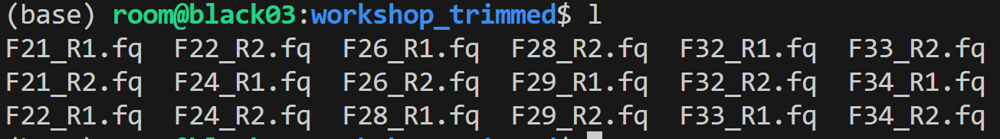 (base) room@black03:workshop_trimmed$ l
F21_R1.fq  F22_R2.fq  F26_R1.fq  F28_R2.fq  F32_R1.fq  F33_R2.fq
F21_R2.fq  F24_R1.fq  F26_R2.fq  F29_R1.fq  F32_R2.fq  F34_R1.fq
F22_R1.fq  F24_R2.fq  F28_R1.fq  F29_R2.fq  F33_R1.fq  F34_R2.fq